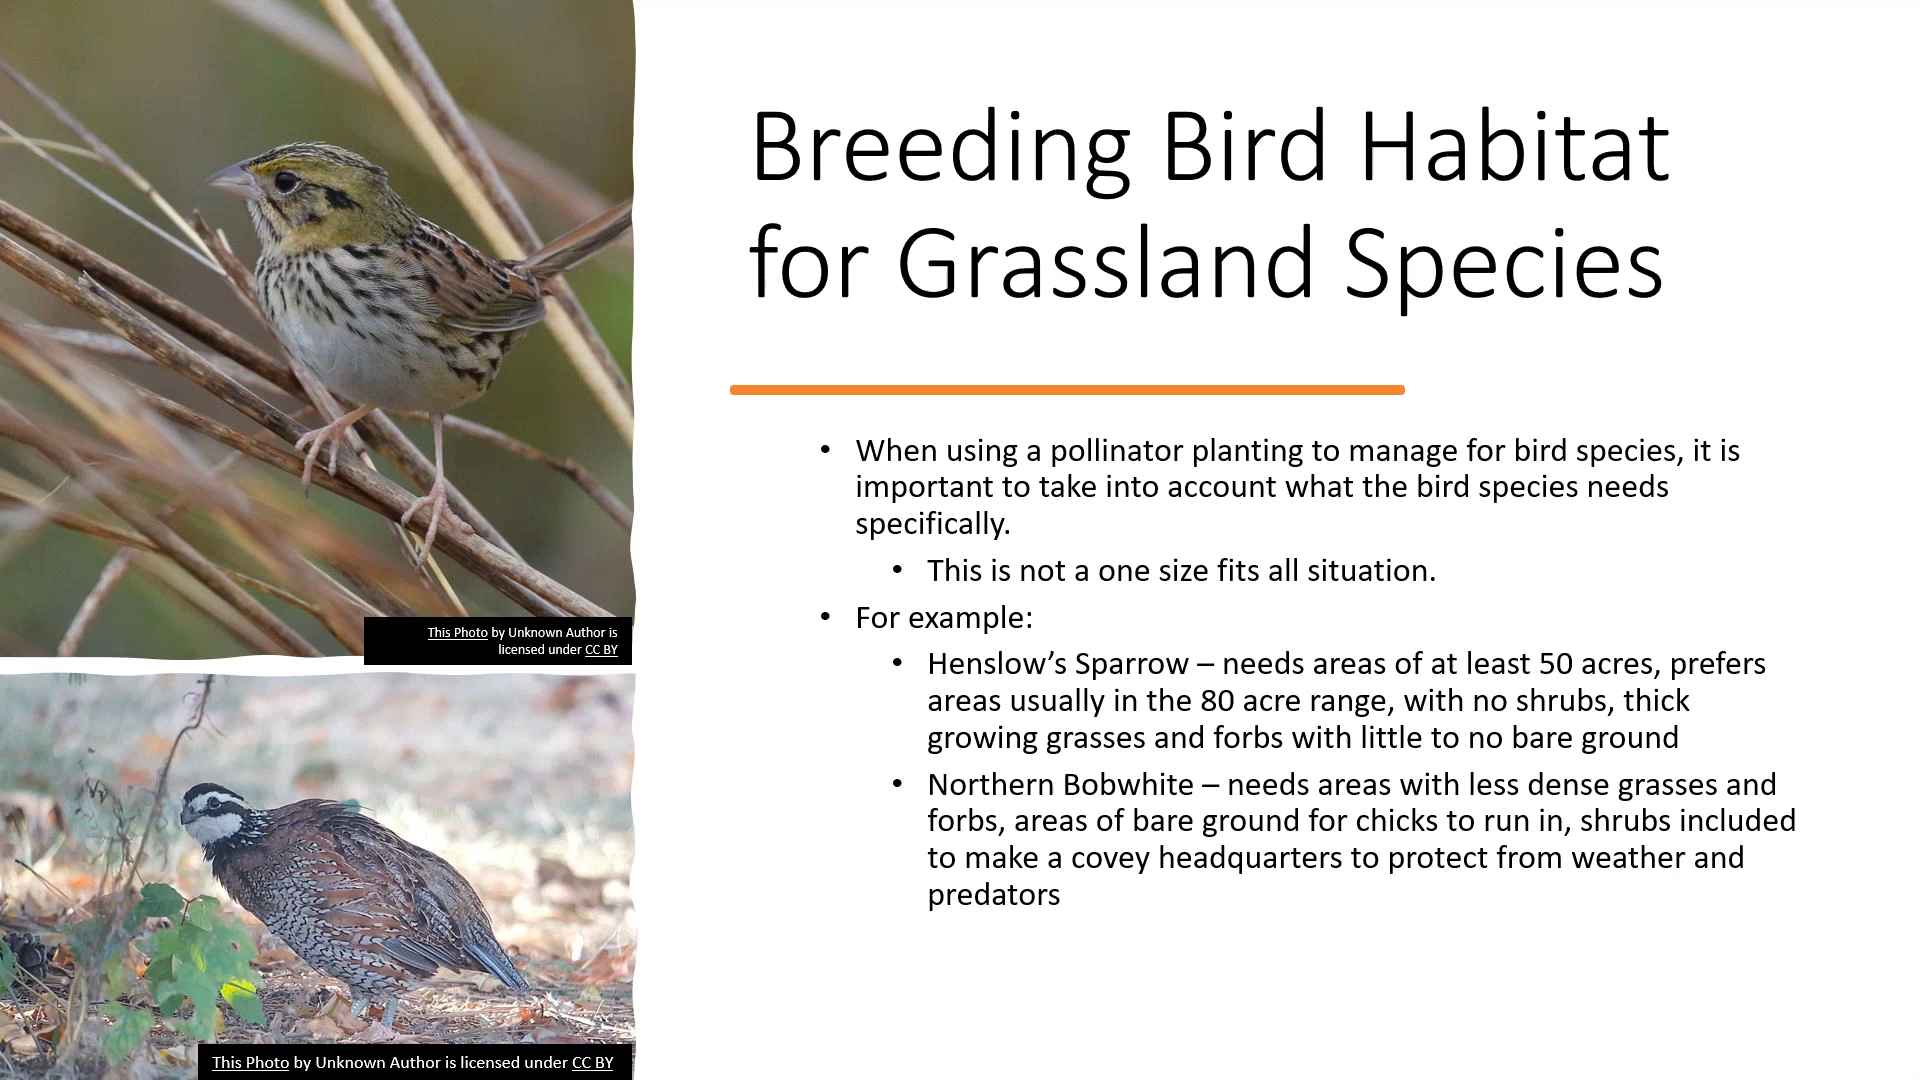 Breeding Bird Habitat
for Grassland Species
• When using a pollinator planting to manage for bird species, it is
important to take into account what the bird species needs
specifically.
• This is not a one size fits all situation.
• For example:
• Henslow’s Sparrow – needs areas of at least 50 acres, prefers
areas usually in the 80 acre range, with no shrubs, thick
growing grasses and forbs with little to no bare ground
• Northern Bobwhite – needs areas with less dense grasses and
forbs, areas of bare ground for chicks to run in, shrubs included
to make a covey headquarters to protect from weather and
predators
This Photo by Unknown Author is
licensed under CC BY
This Photo by Unknown Author is licensed under CC BY